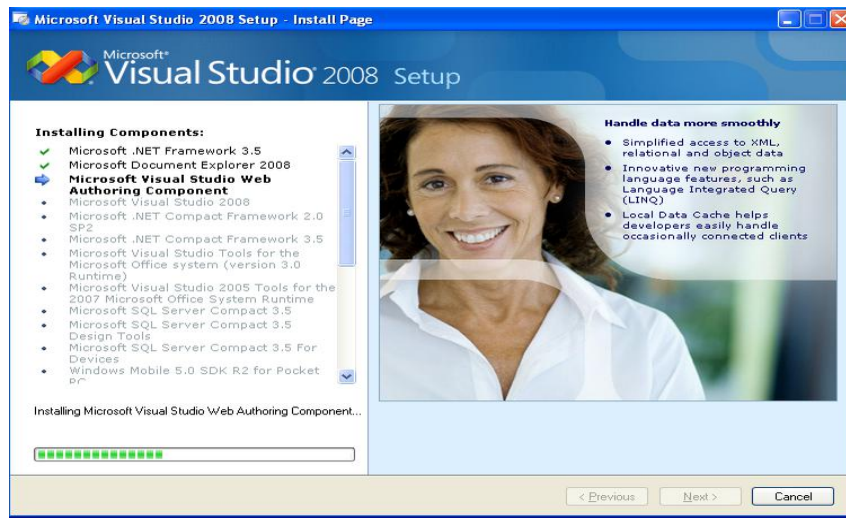 Microsoft Visual Studio 2008 Setup - Install Page
Microsoft®
Visual Studio® 2008 Setup
Installing Components:
Microsoft .NET Framework 3.5
Microsoft Document Explorer 2008
Microsoft Visual Studio Web
Authoring Component
Microsoft Visual Studio 2008
Microsoft .NET Compact Framework 2.0
SP2
Microsoft .NET Compact Framework 3.5
Microsoft Visual Studio Tools for the
Microsoft Office system (version 3.0
Runtime)
Microsoft Visual Studio 2005 Tools for the
2007 Microsoft Office System Runtime
Microsoft SQL Server Compact 3.5
Microsoft SQL Server Compact 3.5
Design Tools
Microsoft SQL Server Compact 3.5 For
Devices
Windows Mobile 5.0 SDK R2 for Pocket
PC
Installing Microsoft Visual Studio Web Authoring Component...
Handle data more smoothly
Simplified access to XML,
relational and object data
Innovative new programming
language features, such as
Language Integrated Query
(LINQ)
Local Data Cache helps
developers easily handle
occasionally connected clients
< Previous
Next >
Cancel